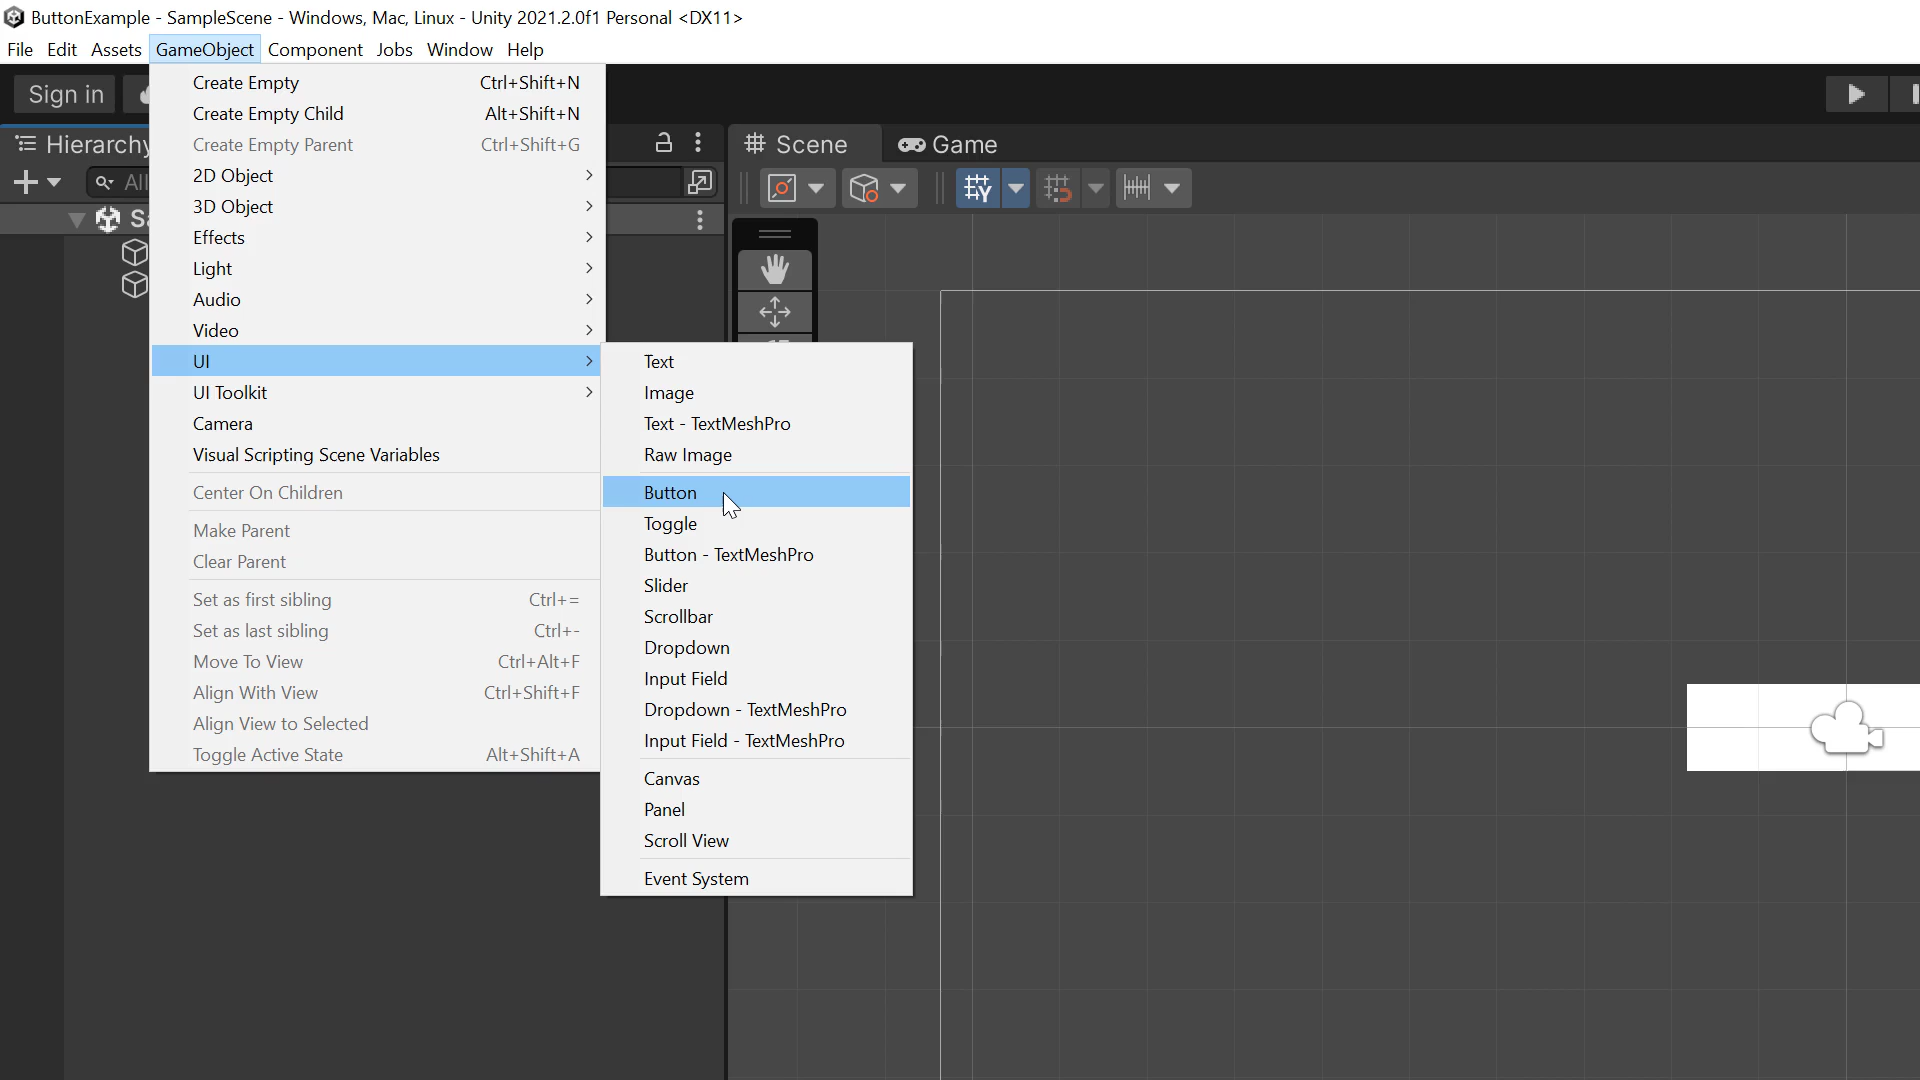 ButtonExample - SampleScene - Windows, Mac, Linux - Unity 2021.2.0f1 Personal <DX11>
File Edit Assets GameObject Component Jobs Window Help
Sign in
Hierarchy
All
Create Empty Ctrl+Shift+N
Create Empty Child Alt+Shift+N
Create Empty Parent Ctrl+Shift+G
2D Object
3D Object
Effects
Light
Audio
Video
UI
UI Toolkit
Camera
Visual Scripting Scene Variables
Center On Children
Make Parent
Clear Parent
Set as first sibling Ctrl+=
Set as last sibling Ctrl+-
Move To View Ctrl+Alt+F
Align With View Ctrl+Shift+F
Align View to Selected
Toggle Active State Alt+Shift+A
Text
Image
Text - TextMeshPro
Raw Image
Button
Toggle
Button - TextMeshPro
Slider
Scrollbar
Dropdown
Input Field
Dropdown - TextMeshPro
Input Field - TextMeshPro
Canvas
Panel
Scroll View
Event System
Scene Game